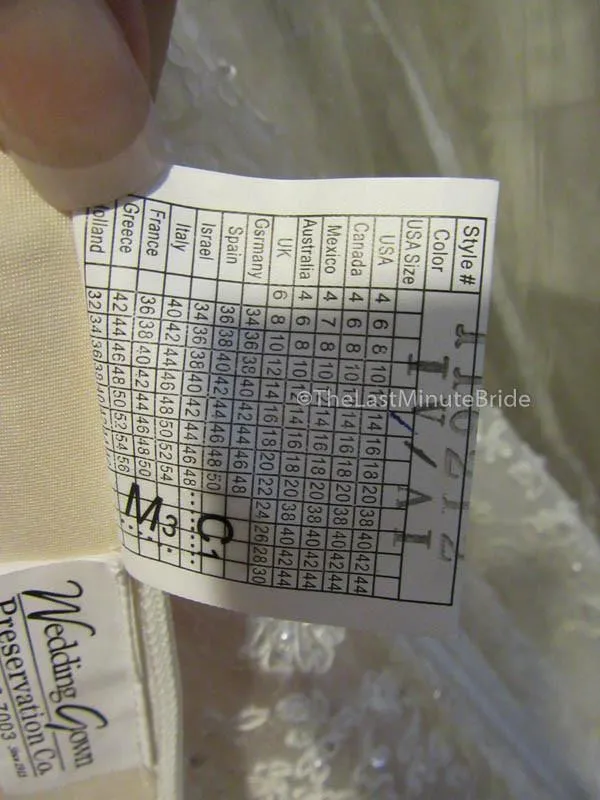 Style #
Color IV/AI
USA Size
USA 4 6 8 10 14 16 18 20 38 40 42 44
Canada 4 6 8 10 12 14 16 18 20 38 40 42 44
Mexico 4 7 8 10 12 14 16 18 20 38 40 42 44
Australia 4 6 8 10 12 14 16 18 20 38 40 42 44
UK 6 8 10 12 14 16 18 20 22 24 26 28 30
Germany 34 36 38 40 42 44 46 48
Spain 36 38 40 42 44 46 48
Israel 34 36 38 40 42 44 46 48
Italy 40 42 44 46 48 50 52 54
France 36 38 40 42 44 46 48 50
Greece 42 44 46 48 50 52 54 56
Holland 32 34 36 38
C1
M3
©TheLastMinuteBride
Wedding Gown
Preservation Co.
7003